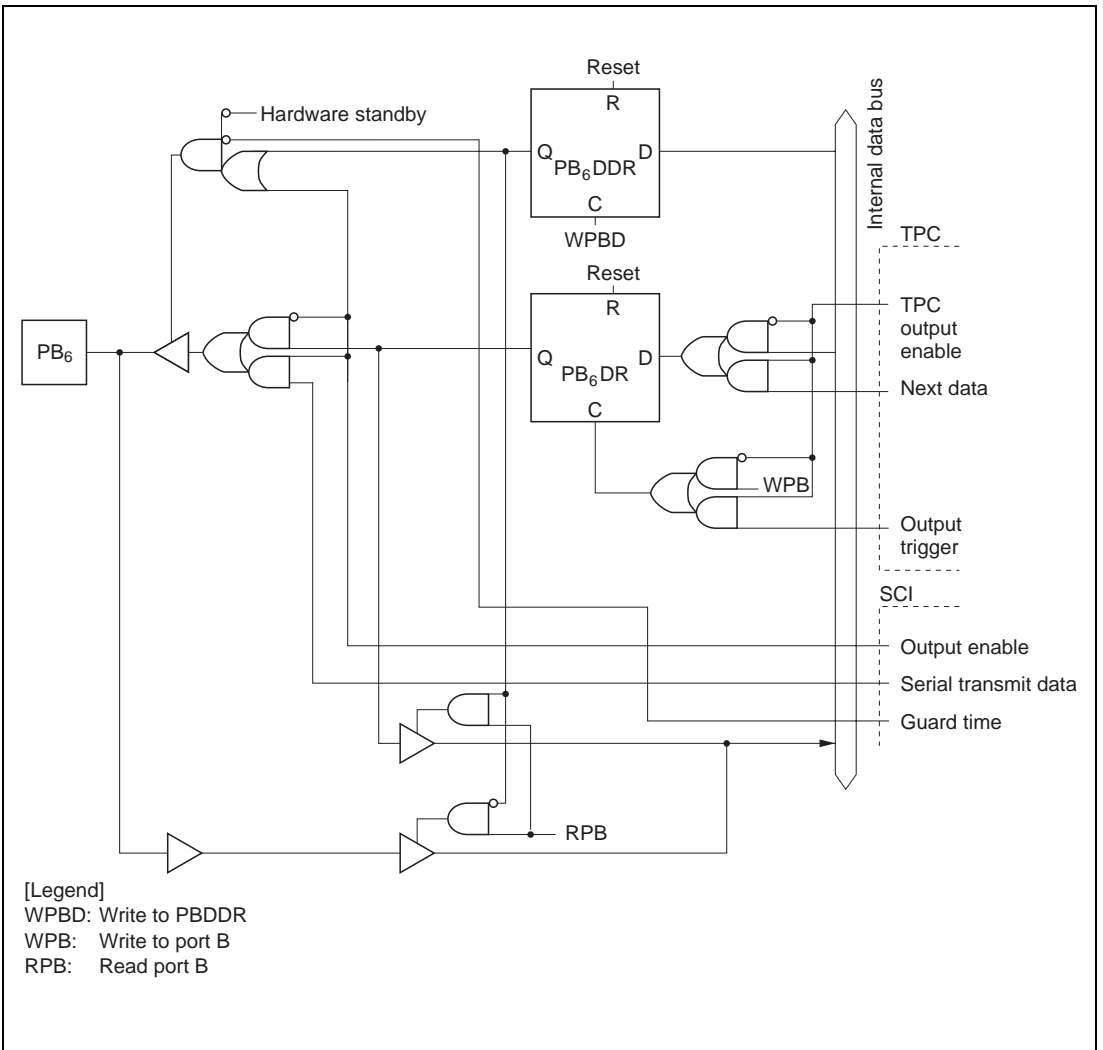 Reset
R
Hardware standby
Q
PB6DDR
D
C
WPBD
Internal data bus
TPC
Reset
R
TPC
output
enable
PB6
Q
PB6DR
D
C
Next data
WPB
Output
trigger
SCI
Output enable
Serial transmit data
Guard time
RPB
[Legend]
WPBD: Write to PBDDR
WPB: Write to port B
RPB: Read port B